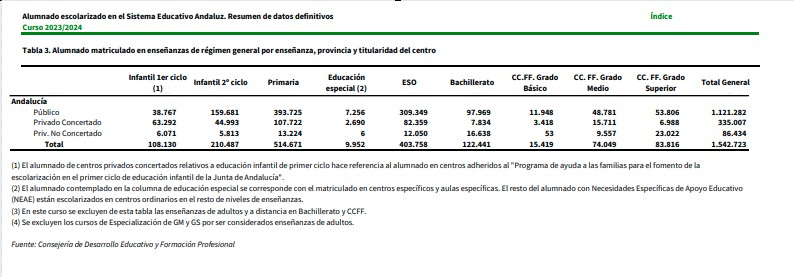 Alumnado escolarizado en el Sistema Educativo Andaluz. Resumen de datos definitivos Índice
Curso 2023/2024
Tabla 3. Alumnado matriculado en enseñanzas de régimen general por enseñanza, provincia y titularidad del centro
Infantil 1er ciclo (1) Infantil 2º ciclo Primaria Educación especial (2) ESO Bachillerato CC.FF. Grado Básico CC. FF. Grado Medio CC. FF. Grado Superior Total General
Andalucía
Público 38.767 159.681 393.725 7.256 309.349 97.969 11.948 48.781 53.806 1.121.282
Privado Concertado 63.292 44.993 107.722 2.690 82.359 7.834 3.418 15.711 6.988 335.007
Priv. No Concertado 6.071 5.813 13.224 6 12.050 16.638 53 9.557 23.022 86.434
Total 108.130 210.487 514.671 9.952 403.758 122.441 15.419 74.049 83.816 1.542.723
(1) El alumnado de centros privados concertados relativos a educación infantil de primer ciclo hace referencia al alumnado en centros adheridos al "Programa de ayuda a las familias para el fomento de la
escolarización en el primer ciclo de educación infantil de la Junta de Andalucía".
(2) El alumnado contemplado en la columna de educación especial se corresponde con el matriculado en centros específicos y aulas específicas. El resto del alumnado con Necesidades Específicas de Apoyo Educativo
(NEAE) están escolarizados en centros ordinarios en el resto de niveles de enseñanzas.
(3) En este curso se excluyen de esta tabla las enseñanzas de adultos y a distancia en Bachillerato y CCFF.
(4) Se excluyen los cursos de Especialización de GM y GS por ser considerados enseñanzas de adultos.
Fuente: Consejería de Desarrollo Educativo y Formación Profesional